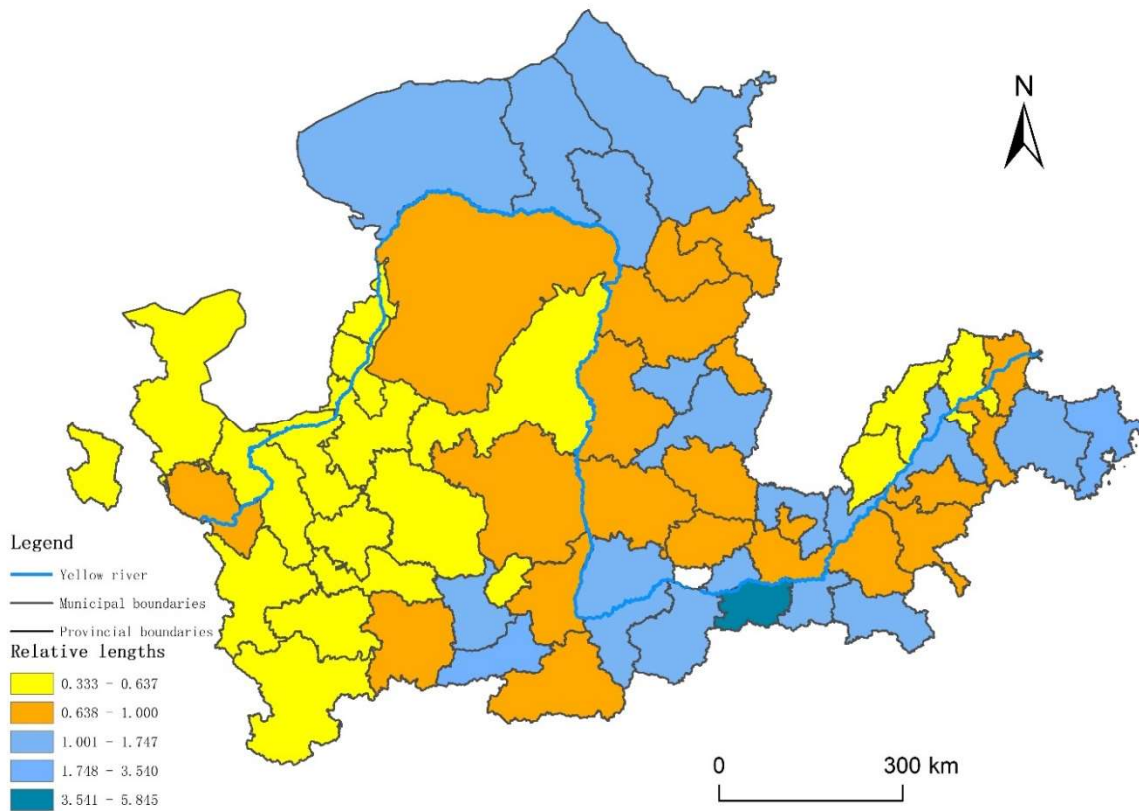 N
Legend
Yellow river
Municipal boundaries
Provincial boundaries
Relative lengths
0.333 - 0.637
0.638 - 1.000
1.001 - 1.747
1.748 - 3.540
3.541 - 5.845
0 300 km